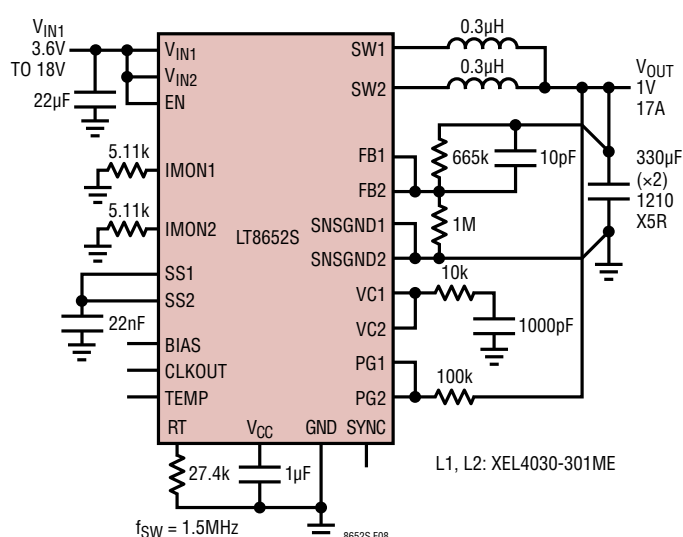 VIN1
3.6V
TO 18V
22µF
VIN1
VIN2
EN
5.11k
IMON1
5.11k
IMON2
SS1
SS2
22nF
BIAS
CLKOUT
TEMP
RT
VCC
GND
SYNC
LT8652S
SW1
SW2
FB1
FB2
SNSGND1
SNSGND2
VC1
VC2
PG1
PG2
0.3µH
0.3µH
VOUT
1V
17A
665k
10pF
330µF
(×2)
1210
X5R
1M
10k
1000pF
100k
27.4k
1µF
L1, L2: XEL4030-301ME
fSW = 1.5MHz
8652S F08